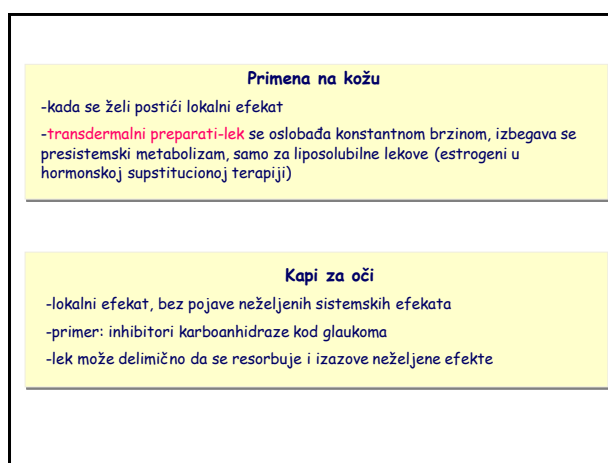 Primena na kožu
-kada se želi postići lokalni efekat
-transdermalni preparati-lek se oslobađa konstantnom brzinom, izbegava se
presistemski metabolizam, samo za liposolubilne lekove (estrogeni u
hormonskoj supstitucionoj terapiji)
Kapi za oči
-lokalni efekat, bez pojave neželjenih sistemskih efekata
-primer: inhibitori karboanhidraze kod glaukoma
-lek može delimično da se resorbuje i izazove neželjene efekte